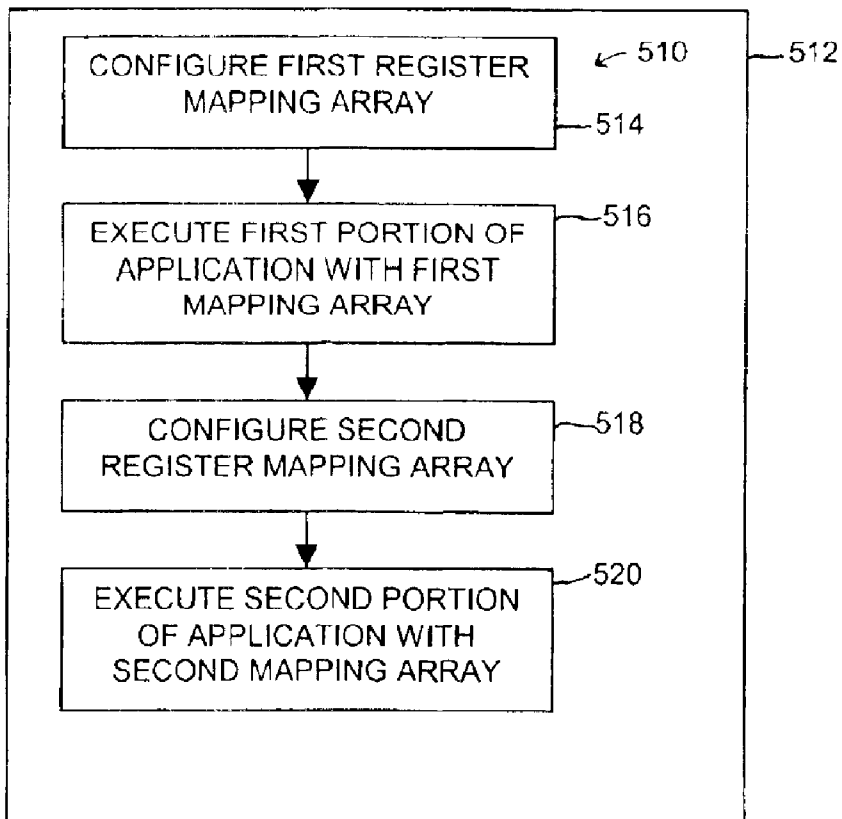 CONFIGURE FIRST REGISTER
MAPPING ARRAY
510
512
514
EXECUTE FIRST PORTION OF
APPLICATION WITH FIRST
MAPPING ARRAY
516
CONFIGURE SECOND
REGISTER MAPPING ARRAY
518
EXECUTE SECOND PORTION
OF APPLICATION WITH
SECOND MAPPING ARRAY
520